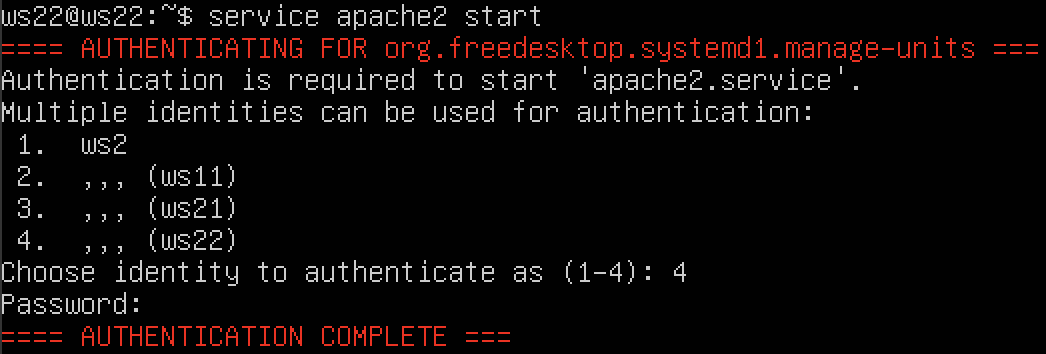 ws22@ws22:~$ service apache2 start
==== AUTHENTICATING FOR org.freedesktop.systemd1.manage-units ===
Authentication is required to start 'apache2.service'.
Multiple identities can be used for authentication:
 1.  ws2
 2.  ,,, (ws11)
 3.  ,,, (ws21)
 4.  ,,, (ws22)
Choose identity to authenticate as (1-4): 4
Password:
==== AUTHENTICATION COMPLETE ===